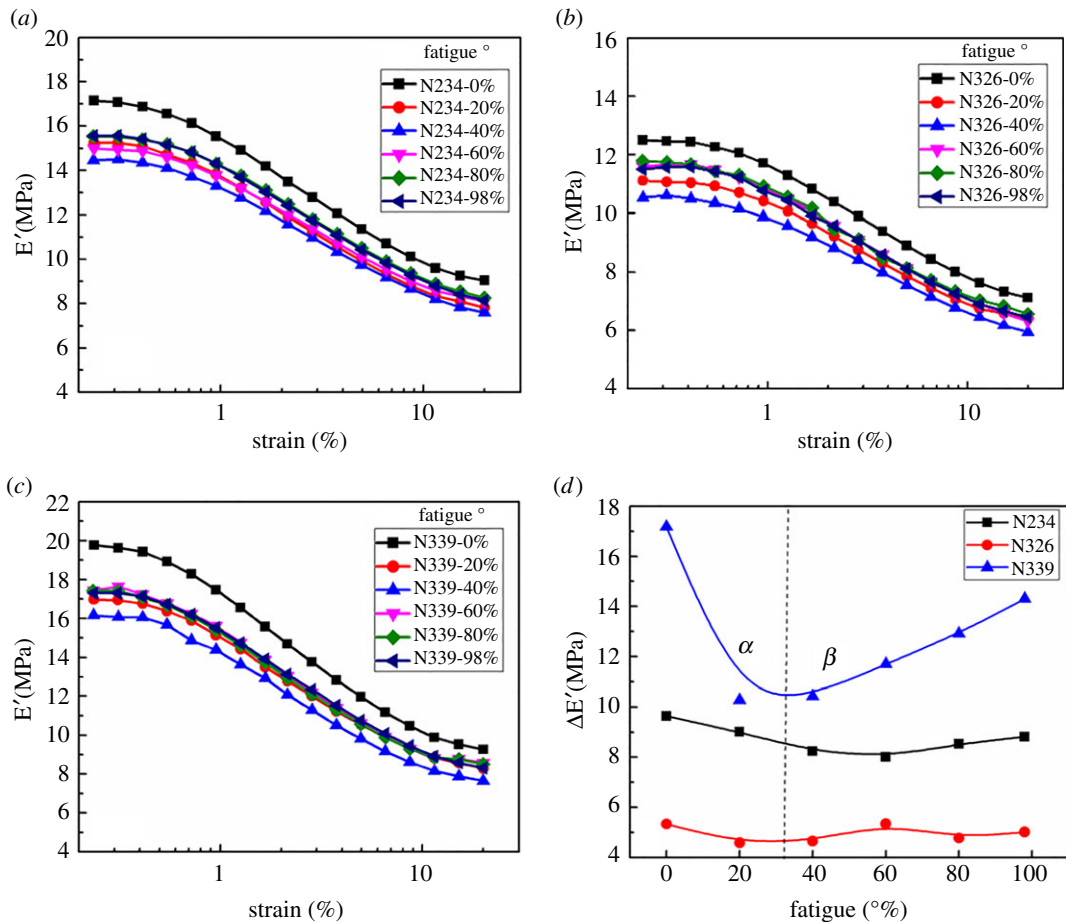 (a)
20
18
16
14
12
10
8
6
4
E′(MPa)
fatigue °
N234-0%
N234-20%
N234-40%
N234-60%
N234-80%
N234-98%
1
10
strain (%)
(b)
16
14
12
10
8
6
4
E′(MPa)
fatigue °
N326-0%
N326-20%
N326-40%
N326-60%
N326-80%
N326-98%
1
10
strain (%)
(c)
22
20
18
16
14
12
10
8
6
4
E′(MPa)
fatigue °
N339-0%
N339-20%
N339-40%
N339-60%
N339-80%
N339-98%
1
10
strain (%)
(d)
18
16
14
12
10
8
6
4
ΔE′(MPa)
N234
N326
N339
α
β
0
20
40
60
80
100
fatigue (°%)